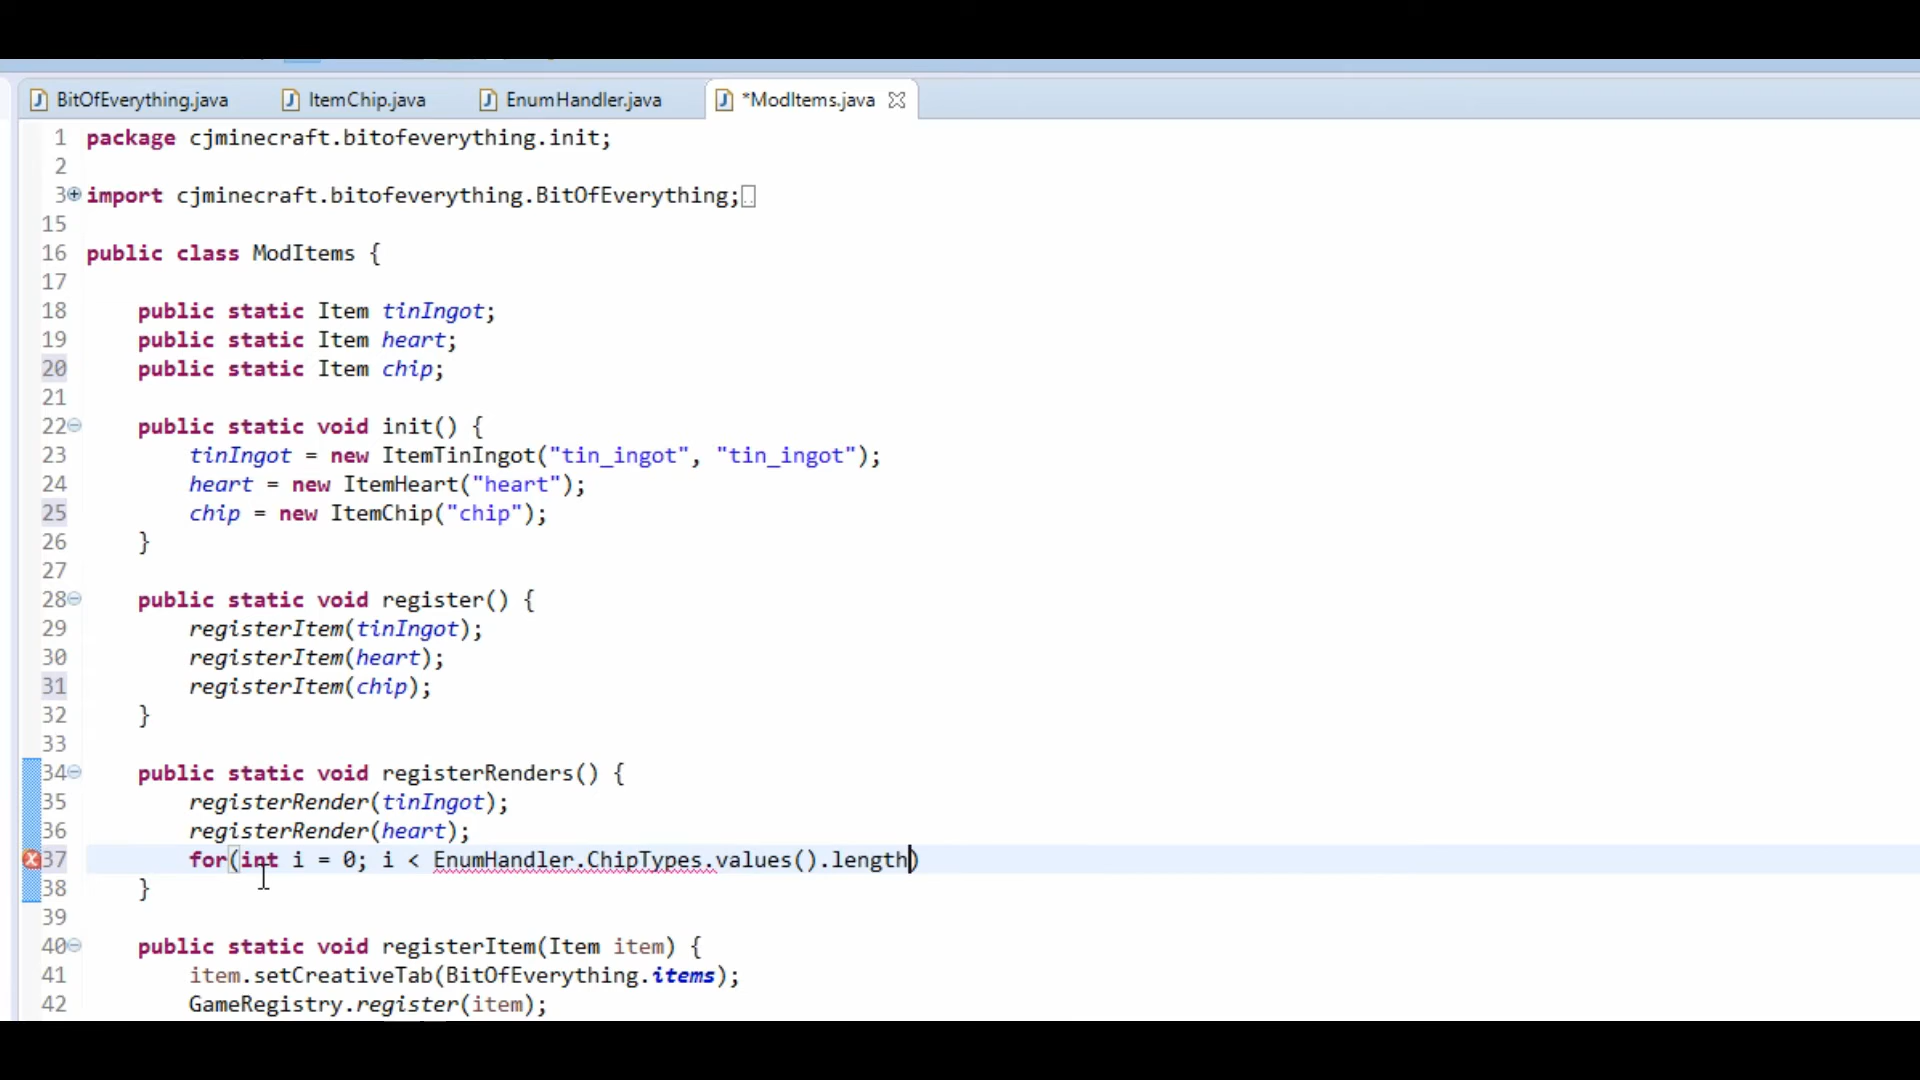 BitOfEverything.java ItemChip.java EnumHandler.java *ModItems.java
1 package cjminecraft.bitofeverything.init;
2
3 import cjminecraft.bitofeverything.BitOfEverything;
15
16 public class ModItems {
17
18 public static Item tinIngot;
19 public static Item heart;
20 public static Item chip;
21
22 public static void init() {
23 tinIngot = new ItemTinIngot("tin_ingot", "tin_ingot");
24 heart = new ItemHeart("heart");
25 chip = new ItemChip("chip");
26 }
27
28 public static void register() {
29 registerItem(tinIngot);
30 registerItem(heart);
31 registerItem(chip);
32 }
33
34 public static void registerRenders() {
35 registerRender(tinIngot);
36 registerRender(heart);
37 for(int i = 0; i < EnumHandler.ChipTypes.values().length)
38 }
39
40 public static void registerItem(Item item) {
41 item.setCreativeTab(BitOfEverything.items);
42 GameRegistry.register(item);